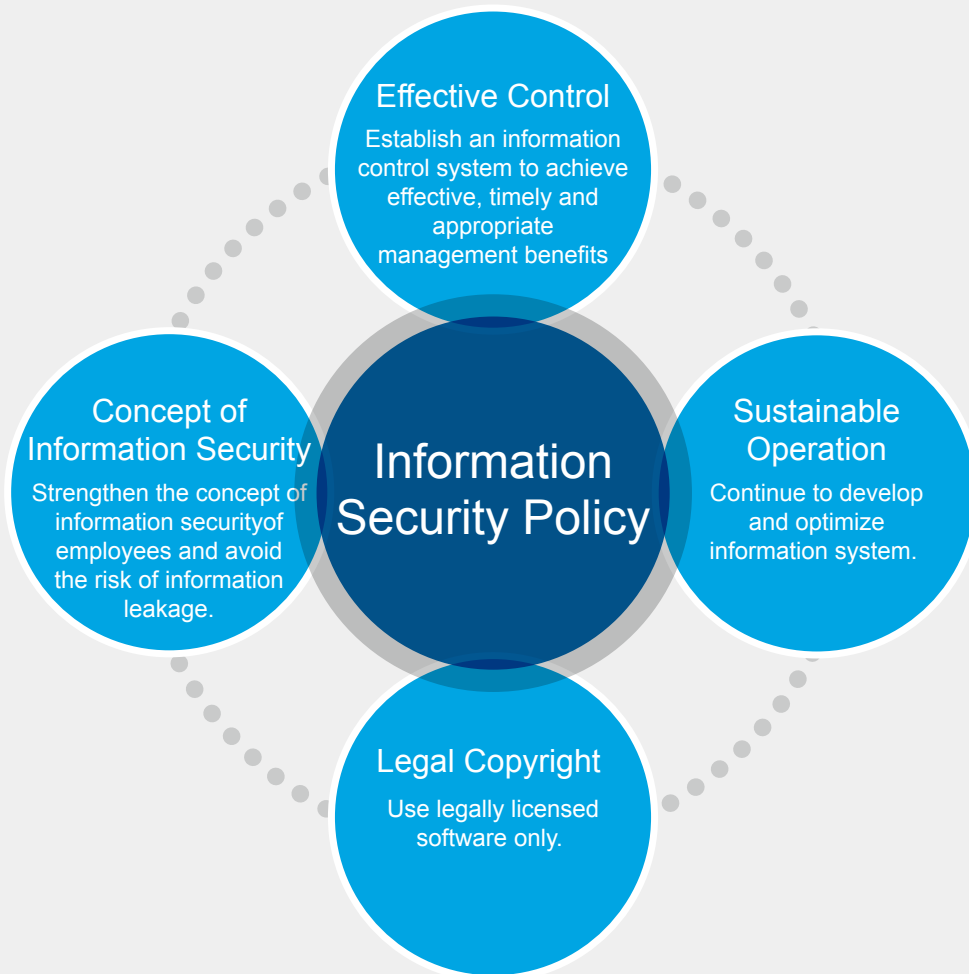 Effective Control
Establish an information
control system to achieve
effective, timely and
appropriate
management benefits
Concept of
Information Security
Strengthen the concept of
information securityof
employees and avoid
the risk of information
leakage.
Information
Security Policy
Sustainable
Operation
Continue to develop
and optimize
information system.
Legal Copyright
Use legally licensed
software only.